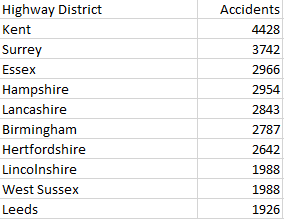 Highway District Accidents
Kent 4428
Surrey 3742
Essex 2966
Hampshire 2954
Lancashire 2843
Birmingham 2787
Hertfordshire 2642
Lincolnshire 1988
West Sussex 1988
Leeds 1926